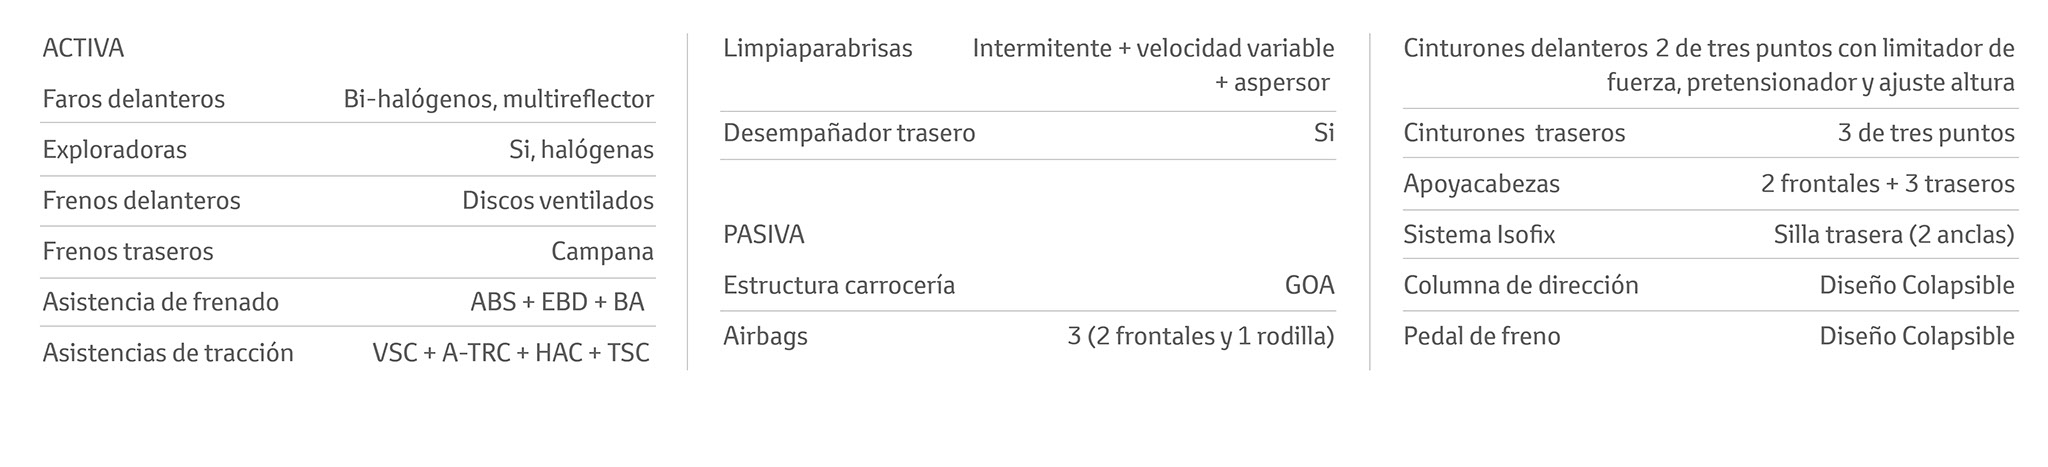 ACTIVA
Faros delanteros Bi-halógenos, multireflector
Exploradoras Si, halógenas
Frenos delanteros Discos ventilados
Frenos traseros Campana
Asistencia de frenado ABS + EBD + BA
Asistencias de tracción VSC + A-TRC + HAC + TSC
Limpiaparabrisas Intermitente + velocidad variable
+ aspersor
Desempañador trasero Si
PASIVA
Estructura carrocería GOA
Airbags 3 (2 frontales y 1 rodilla)
Cinturones delanteros 2 de tres puntos con limitador de
fuerza, pretensionador y ajuste altura
Cinturones traseros 3 de tres puntos
Apoyacabezas 2 frontales + 3 traseros
Sistema Isofix Silla trasera (2 anclas)
Columna de dirección Diseño Colapsible
Pedal de freno Diseño Colapsible